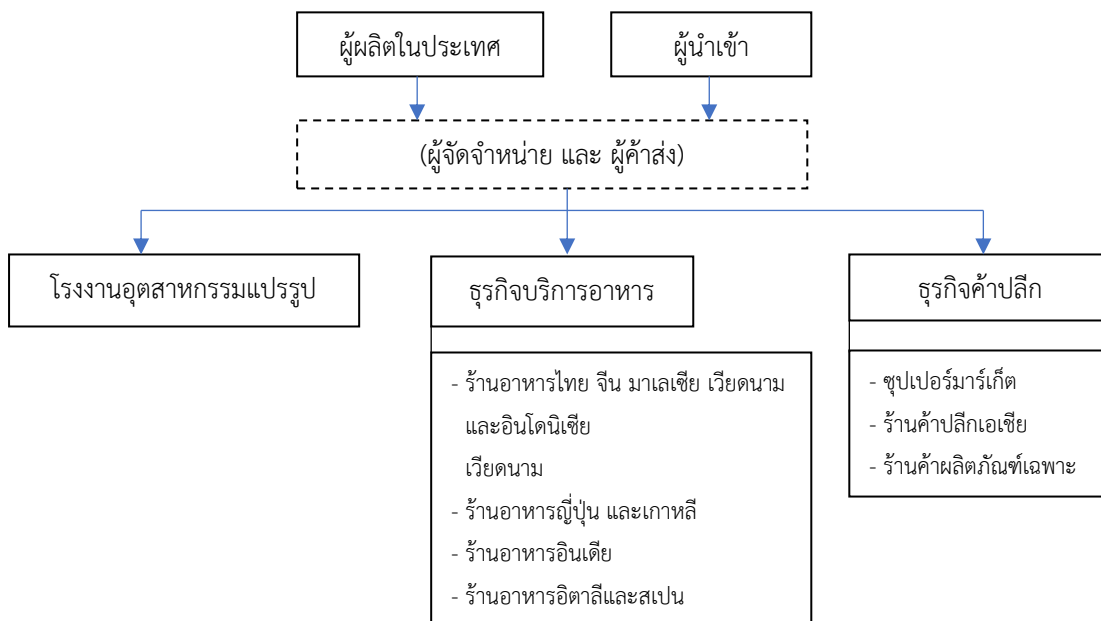 ผู้ผลิตในประเทศ
ผู้นำเข้า
(ผู้จัดจำหน่าย และ ผู้ค้าส่ง)
โรงงานอุตสาหกรรมแปรรูป
ธุรกิจบริการอาหาร
ธุรกิจค้าปลีก
- ร้านอาหารไทย จีน มาเลเซีย เวียดนาม
และอินโดนิเซีย
เวียดนาม
- ร้านอาหารญี่ปุ่น และเกาหลี
- ร้านอาหารอินเดีย
- ร้านอาหารอิตาลีและสเปน
- ซุปเปอร์มาร์เก็ต
- ร้านค้าปลีกเอเชีย
- ร้านค้าผลิตภัณฑ์เฉพาะ